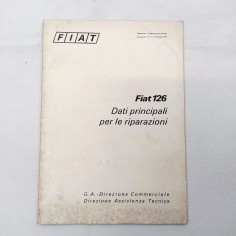 FIAT
Fiat 126
Dati principali
per le riparazioni
G.A.-Direzione Commerciale
Direzione Assistenza Tecnica